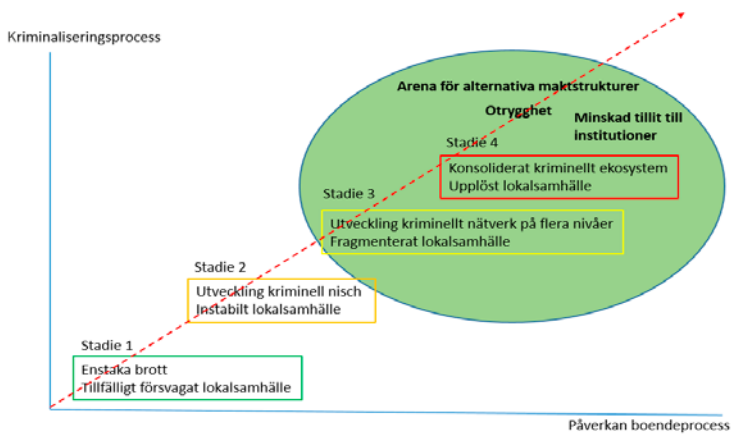 Kriminaliseringsprocess
Arena för alternativa maktstrukturer
Otrygghet
Minskad tillit till
institutioner
Stadie 4
Konsoliderat kriminellt ekosystem
Upplöst lokalsamhälle
Stadie 3
Utveckling kriminellt nätverk på flera nivåer
Fragmenterat lokalsamhälle
Stadie 2
Utveckling kriminell nisch
Instabilt lokalsamhälle
Stadie 1
Enstaka brott
Tillfälligt försvagat lokalsamhälle
Påverkan boendeprocess